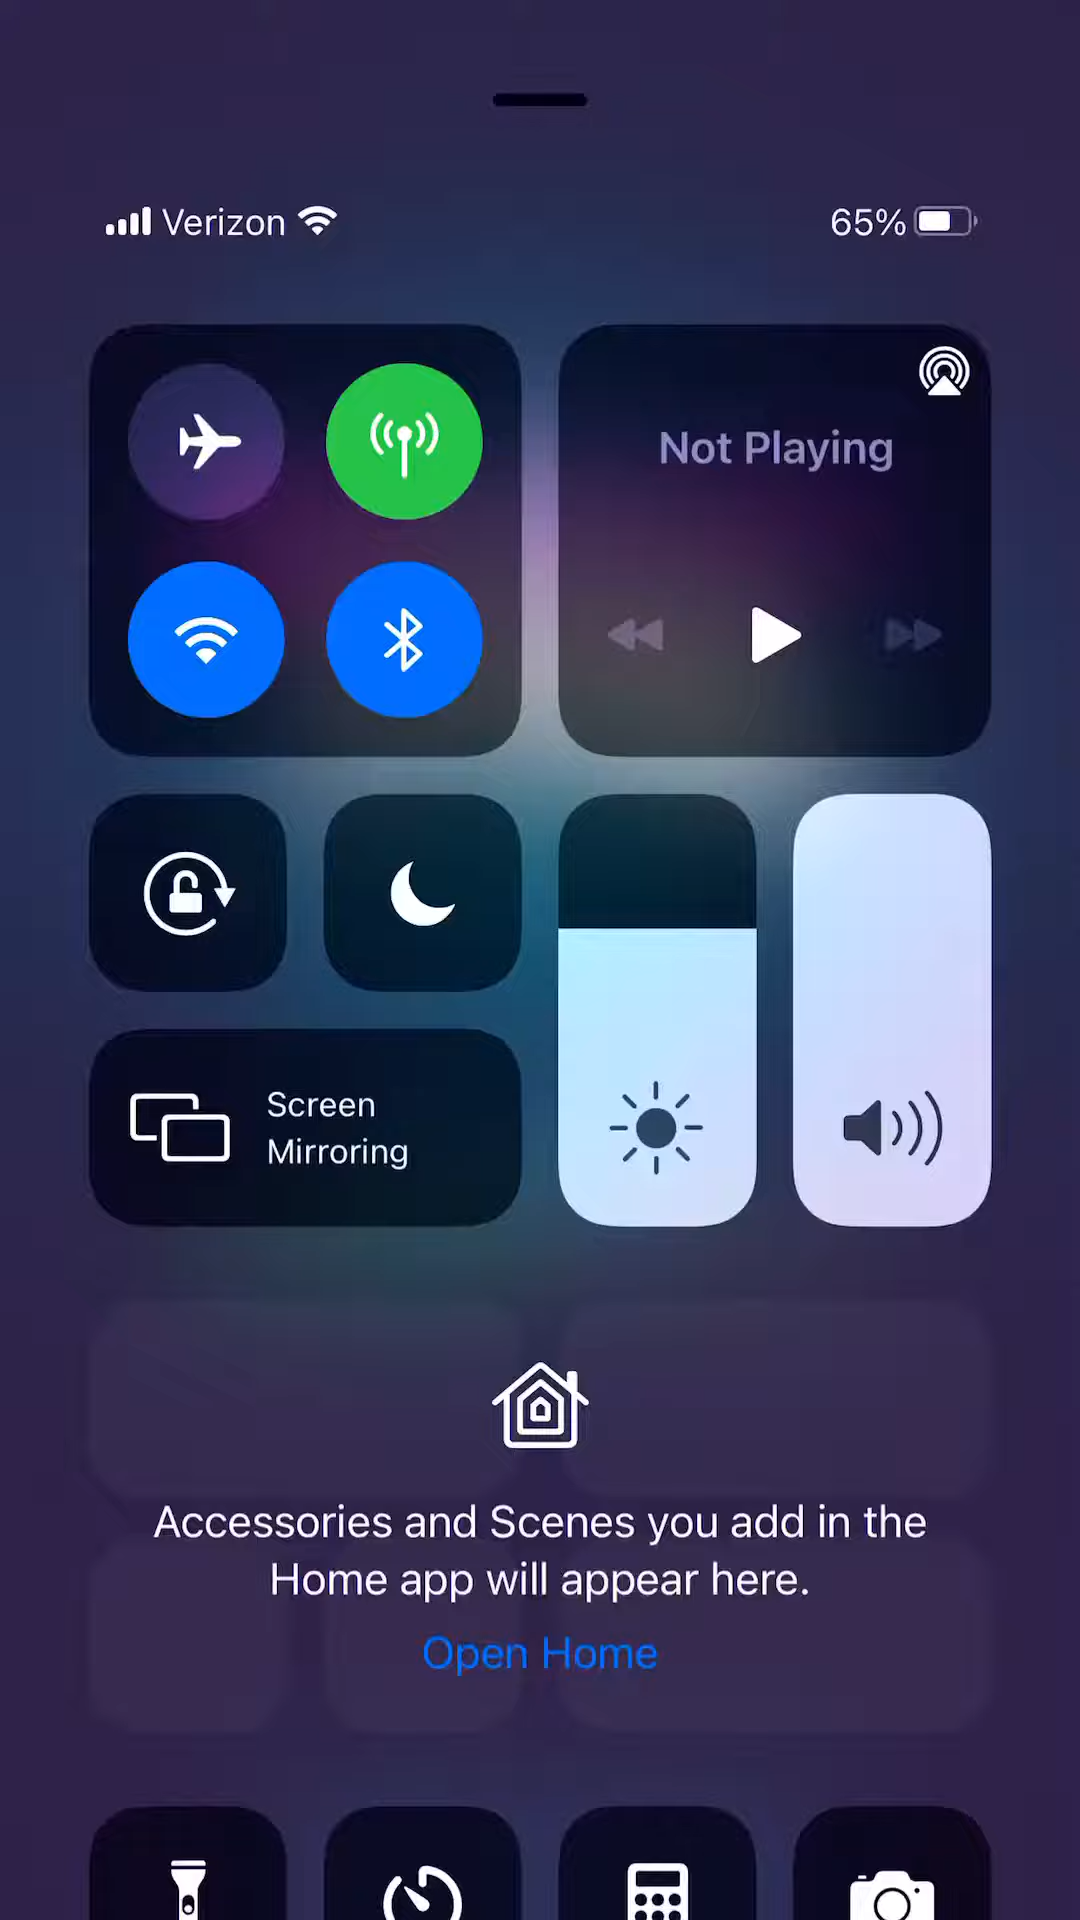 Verizon
65%
Not Playing
Screen
Mirroring
Accessories and Scenes you add in the
Home app will appear here.
Open Home